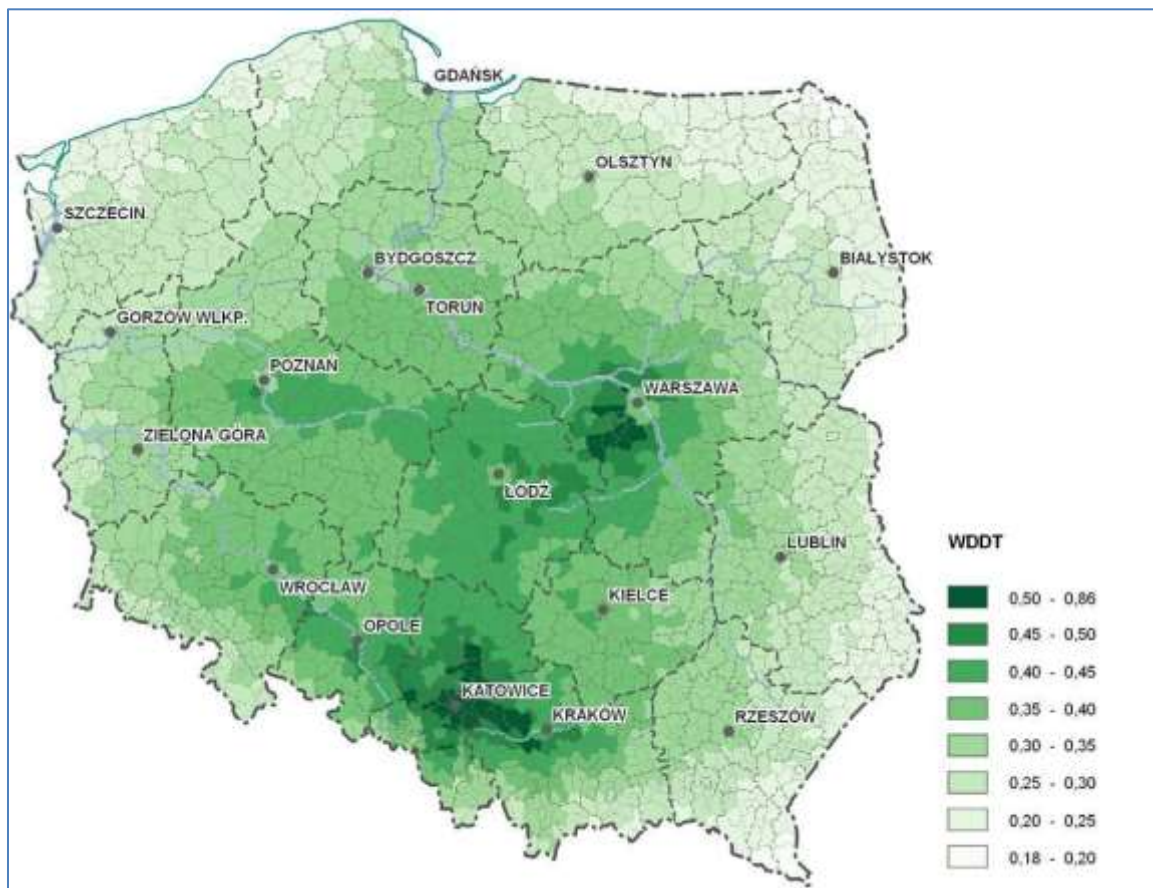 GDAŃSK
OLSZTYN
SZCZECIN
BYDGOSZCZ
BIAŁYSTOK
TORUŃ
GORZÓW WLKP.
POZNAŃ
WARSZAWA
ZIELONA GÓRA
ŁÓDŹ
LUBLIN
WROCŁAW
KIELCE
OPOLE
KATOWICE
KRAKÓW
RZESZÓW
WDDT
0,50 - 0,86
0,45 - 0,50
0,40 - 0,45
0,35 - 0,40
0,30 - 0,35
0,25 - 0,30
0,20 - 0,25
0,18 - 0,20